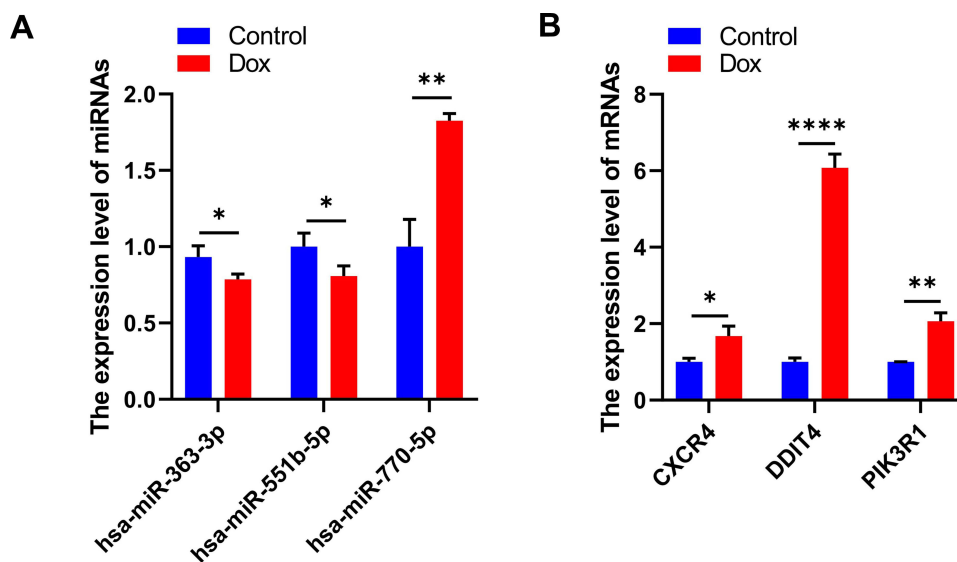 A
Control
Dox
The expression level of miRNAs
2.0
1.5
1.0
0.5
0.0
*
*
**
hsa-miR-363-3p
hsa-miR-551b-5p
hsa-miR-770-5p
B
Control
Dox
The expression level of mRNAs
8
6
4
2
0
*
****
**
CXCR4
DDIT4
PIK3R1